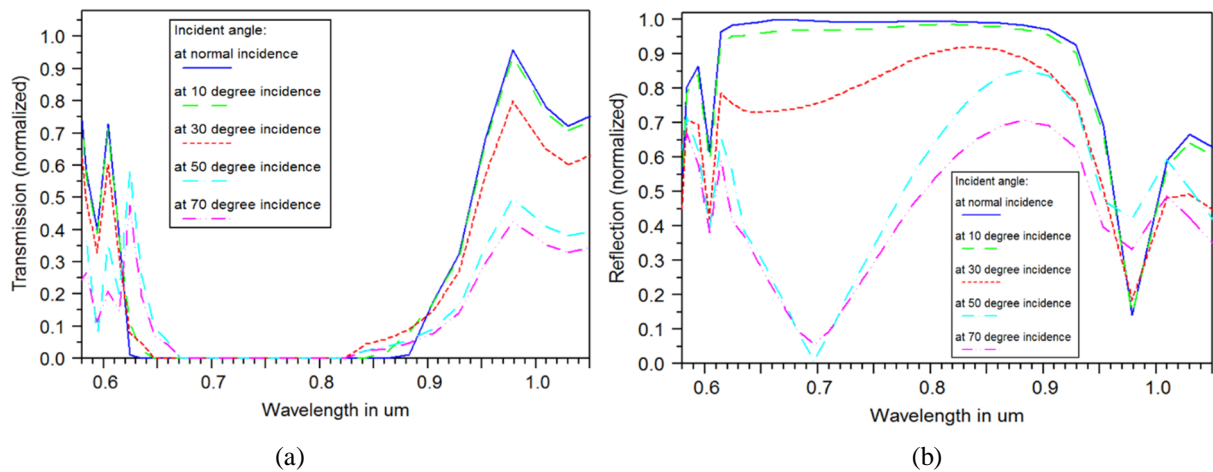 1.0
0.9
0.8
0.7
0.6
0.5
0.4
0.3
0.2
0.1
0.0
Transmission (normalized)
Incident angle:
at normal incidence
at 10 degree incidence
at 30 degree incidence
at 50 degree incidence
at 70 degree incidence
0.6 0.7 0.8 0.9 1.0
Wavelength in um
(a)
1.0
0.9
0.8
0.7
0.6
0.5
0.4
0.3
0.2
0.1
0.0
Reflection (normalized)
Incident angle:
at normal incidence
at 10 degree incidence
at 30 degree incidence
at 50 degree incidence
at 70 degree incidence
0.6 0.7 0.8 0.9 1.0
Wavelength in um
(b)